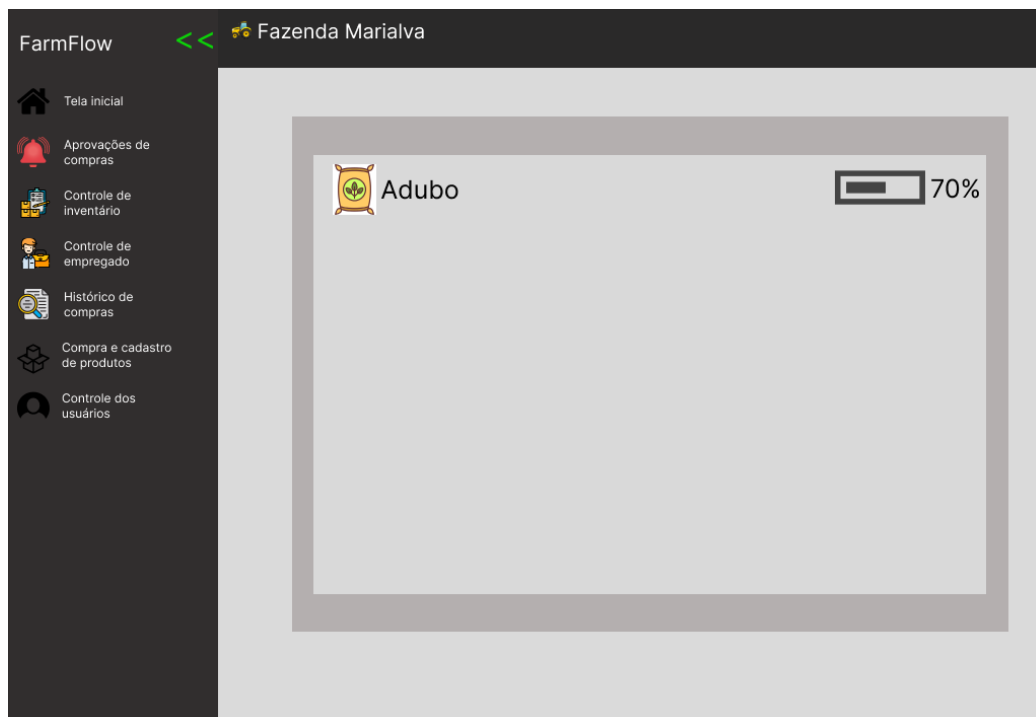 FarmFlow <<
Fazenda Marialva
Tela inicial
Aprovações de
compras
Controle de
inventário
Controle de
empregado
Histórico de
compras
Compra e cadastro
de produtos
Controle dos
usuários
Adubo 70%